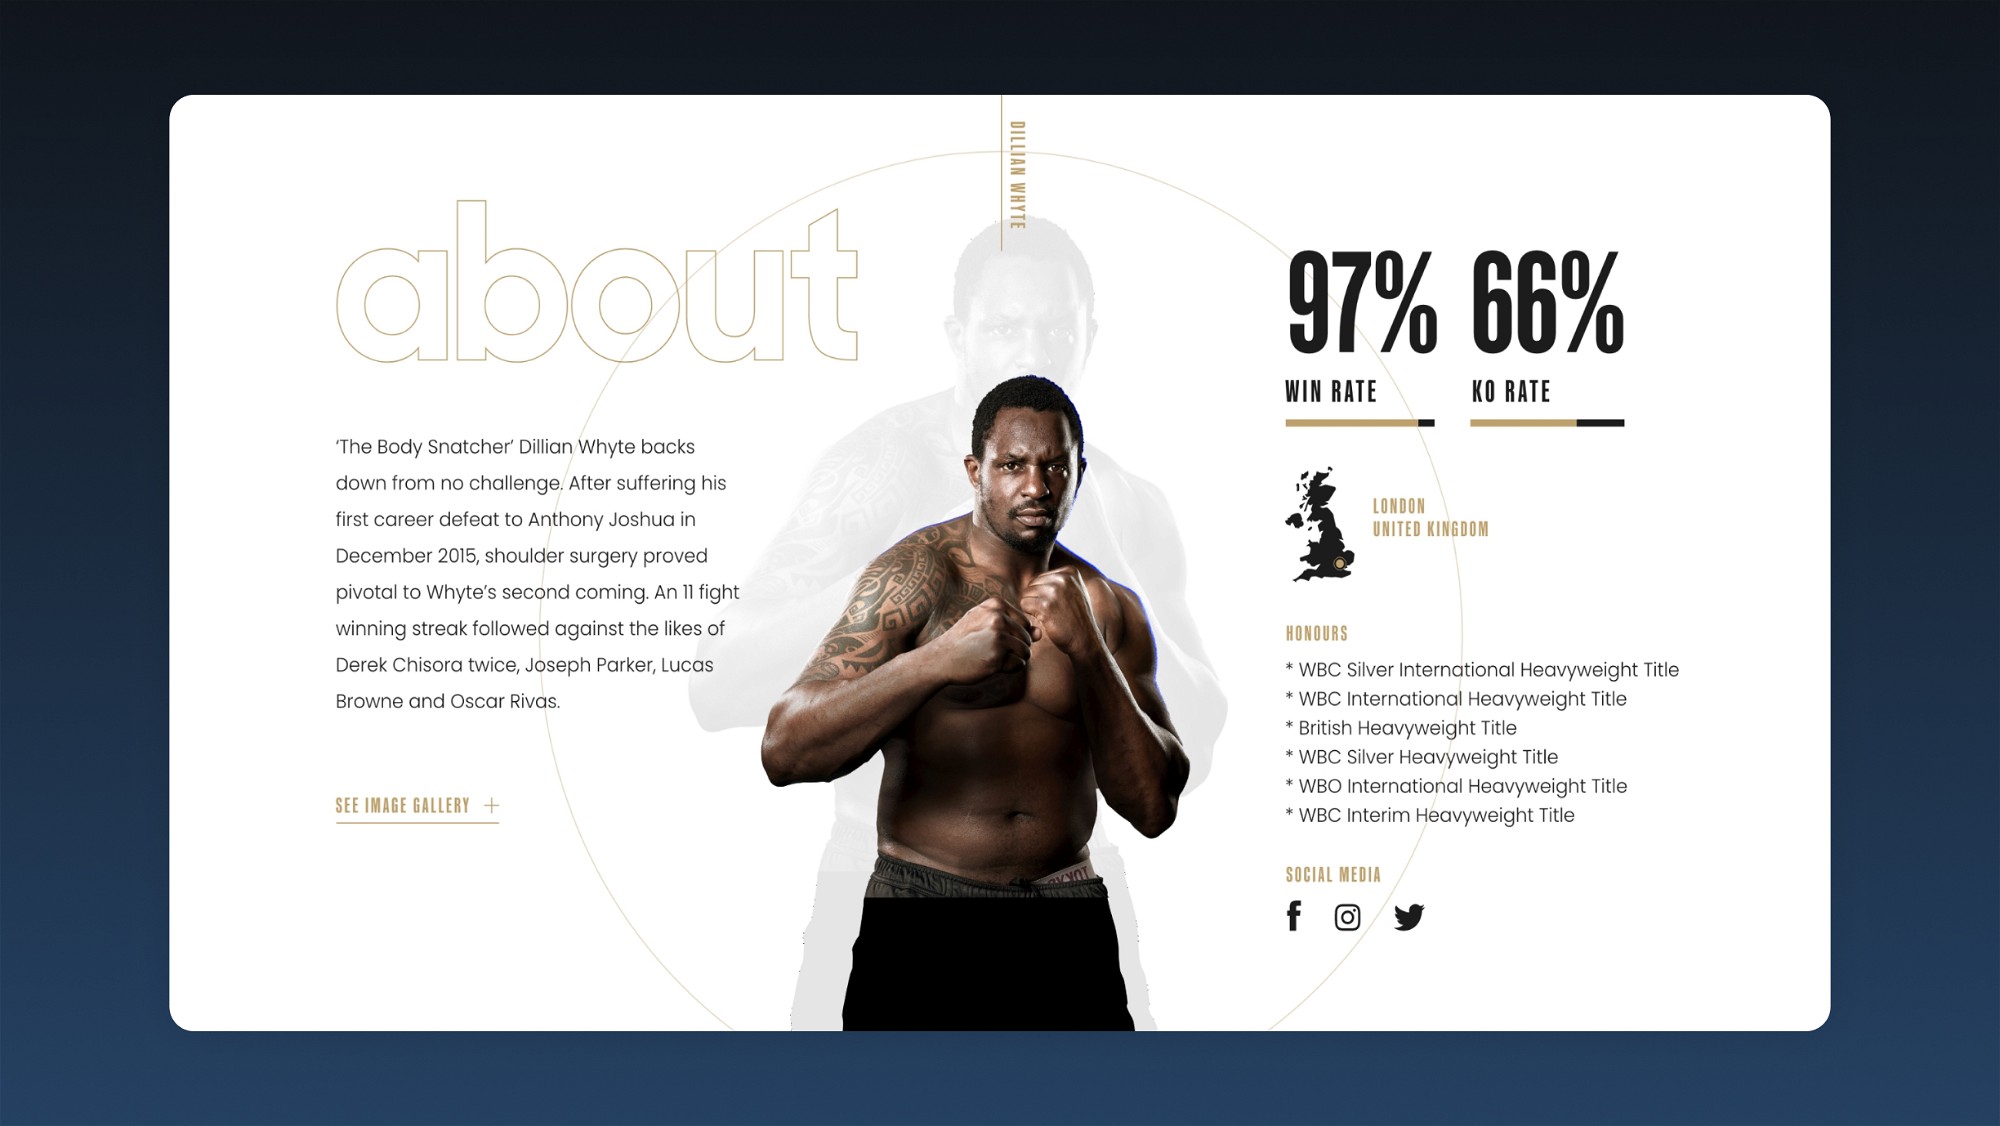 DILLIAN WHYTE
about
‘The Body Snatcher’ Dillian Whyte backs
down from no challenge. After suffering his
first career defeat to Anthony Joshua in
December 2015, shoulder surgery proved
pivotal to Whyte’s second coming. An 11 fight
winning streak followed against the likes of
Derek Chisora twice, Joseph Parker, Lucas
Browne and Oscar Rivas.
SEE IMAGE GALLERY +
97% 66%
WIN RATE KO RATE
LONDON
UNITED KINGDOM
HONOURS
* WBC Silver International Heavyweight Title
* WBC International Heavyweight Title
* British Heavyweight Title
* WBC Silver Heavyweight Title
* WBO International Heavyweight Title
* WBC Interim Heavyweight Title
SOCIAL MEDIA